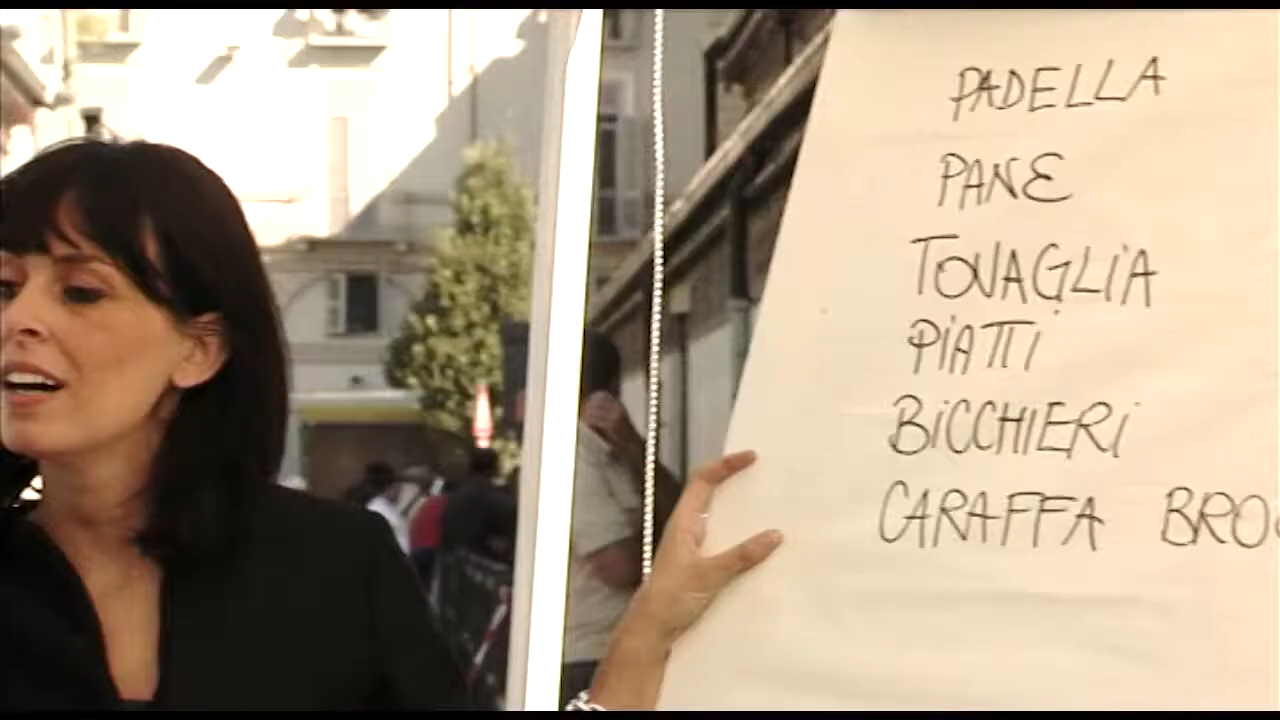 PADELLA
PANE
TOVAGLIA
PIATTI
BICCHIERI
CARAFFA